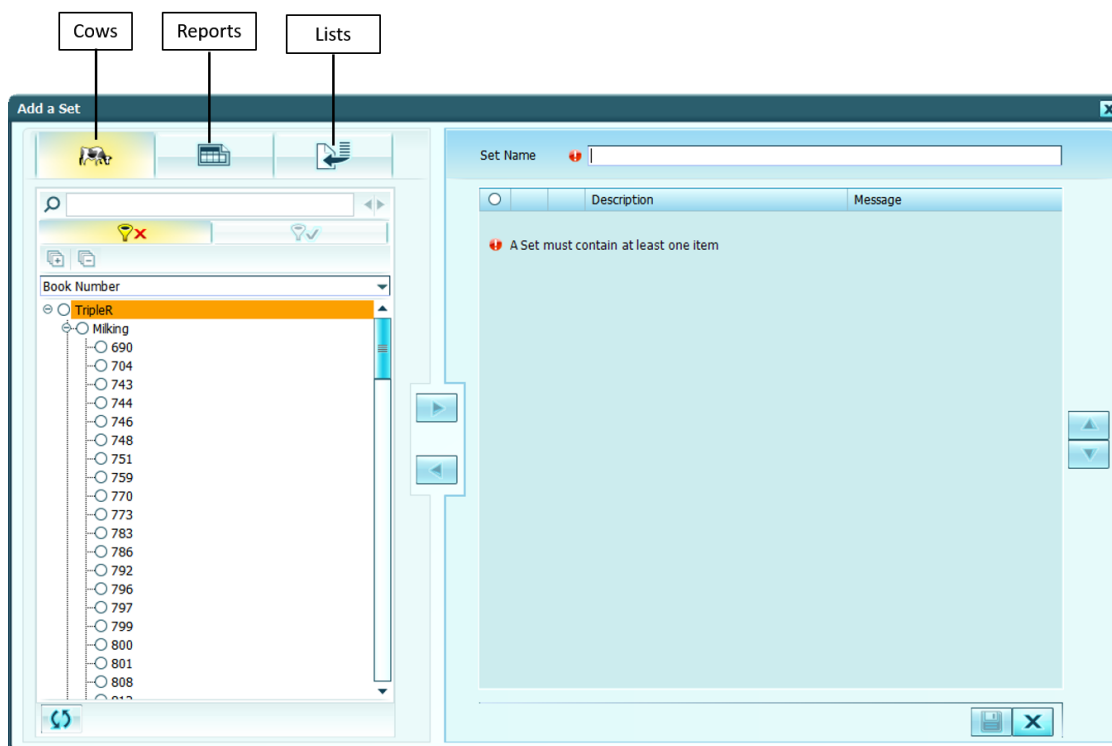 Cows
Reports
Lists
Add a Set
Set Name
Description Message
A Set must contain at least one item
Book Number
TripleR
Milking
690
704
743
744
746
748
751
759
770
773
783
786
792
796
797
799
800
801
808